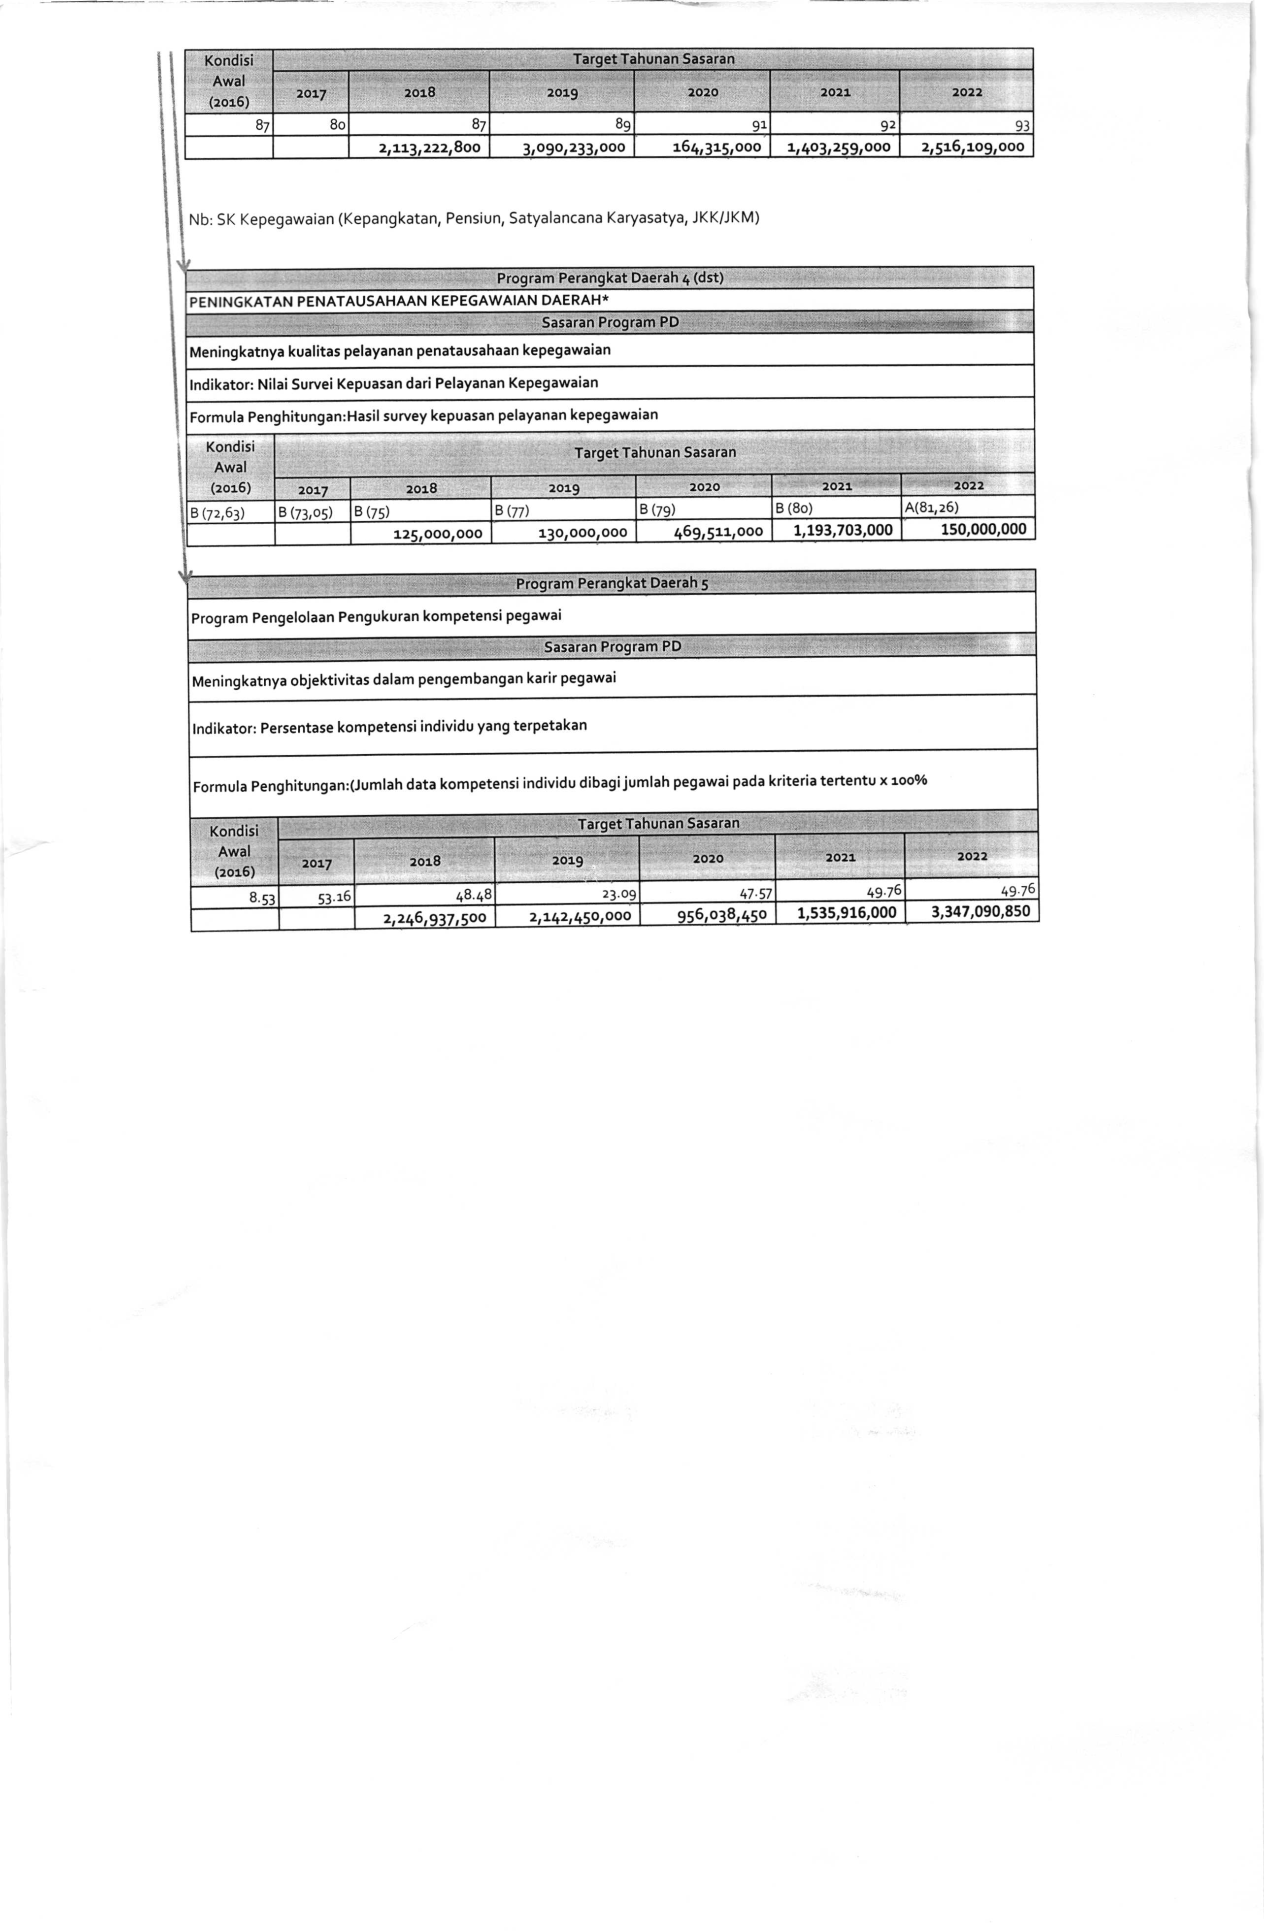 Kondisi Awal (2016) Target Tahunan Sasaran
2017 2018 2019 2020 2021 2022
87 80 87 89 91 92 93
2,113,222,800 3,090,233,000 164,315,000 1,403,259,000 2,516,109,000
Nb: SK Kepegawaian (Kepangkatan, Pensiun, Satyalancana Karyasatya, JKK/JKM)
Program Perangkat Daerah 4 (dst)
PENINGKATAN PENATAUSAHAAN KEPEGAWAIAN DAERAH*
Sasaran Program PD
Meningkatnya kualitas pelayanan penatausahaan kepegawaian
Indikator: Nilai Survei Kepuasan dari Pelayanan Kepegawaian
Formula Penghitungan:Hasil survey kepuasan pelayanan kepegawaian
Kondisi Awal (2016) Target Tahunan Sasaran
2017 2018 2019 2020 2021 2022
B (72,63) B (73,05) B (75) B (77) B (79) B (80) A(81,26)
125,000,000 130,000,000 469,511,000 1,193,703,000 150,000,000
Program Perangkat Daerah 5
Program Pengelolaan Pengukuran kompetensi pegawai
Sasaran Program PD
Meningkatnya objektivitas dalam pengembangan karir pegawai
Indikator: Persentase kompetensi individu yang terpetakan
Formula Penghitungan:(Jumlah data kompetensi individu dibagi jumlah pegawai pada kriteria tertentu x 100%
Kondisi Awal (2016) Target Tahunan Sasaran
2017 2018 2019 2020 2021 2022
8.53 53.16 48.48 23.09 47.57 49.76 49.76
2,246,937,500 2,142,450,000 956,038,450 1,535,916,000 3,347,090,850